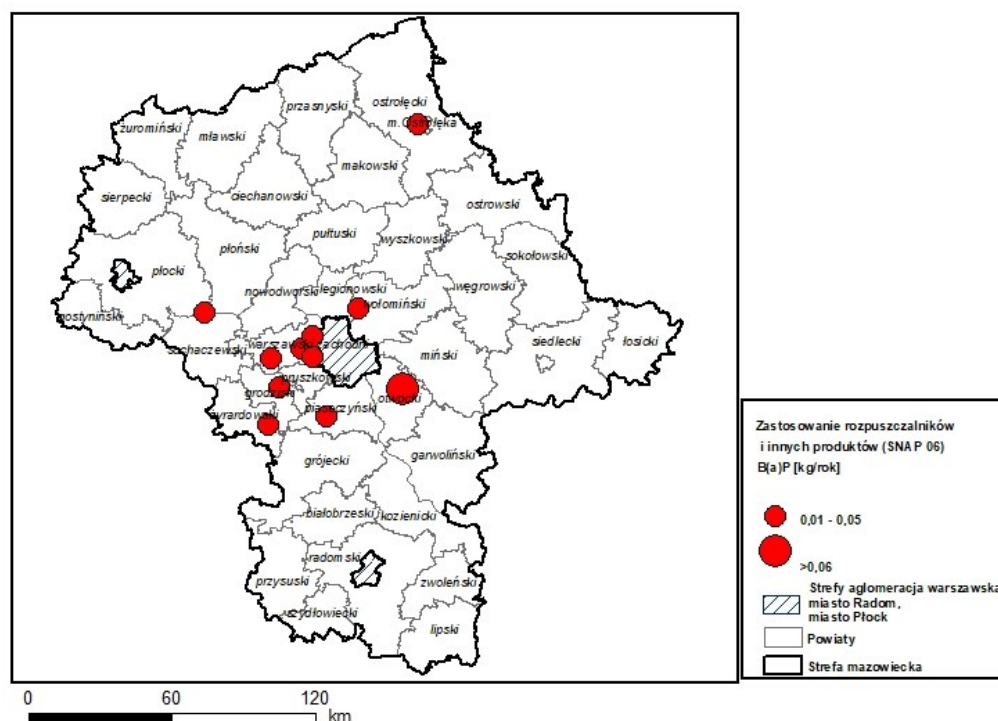 przasnyski
ostrołęcki
m.Ostrołęka
żuromiński
mławski
makowski
sierpecki
ciechanowski
ostrowski
pułtuski
wyszkowski
płoński
sokołowski
płocki
legionowski
nowodworski
węgrowski
wołomiński
gostyniński
sochaczewski
warszawski zachodni
siedlecki
łosicki
miński
pruszkowski
grodziski
otwocki
żyrardowski
piaseczyński
garwoliński
grójecki
białobrzeski
kozienicki
radomski
przysuski
zwoleński
szydłowiecki
lipski
Zastosowanie rozpuszczalników
i innych produktów (SNAP 06)
B(a)P [kg/rok]
0,01 - 0,05
>0,06
Strefy aglomeracja warszawska
miasto Radom,
miasto Płock
Powiaty
Strefa mazowiecka
0 60 120
km